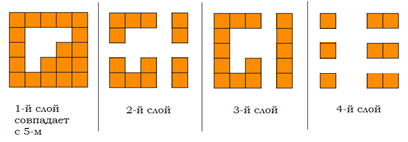 1-й слой 2-й слой 3-й слой 4-й слой
совпадает
с 5-м